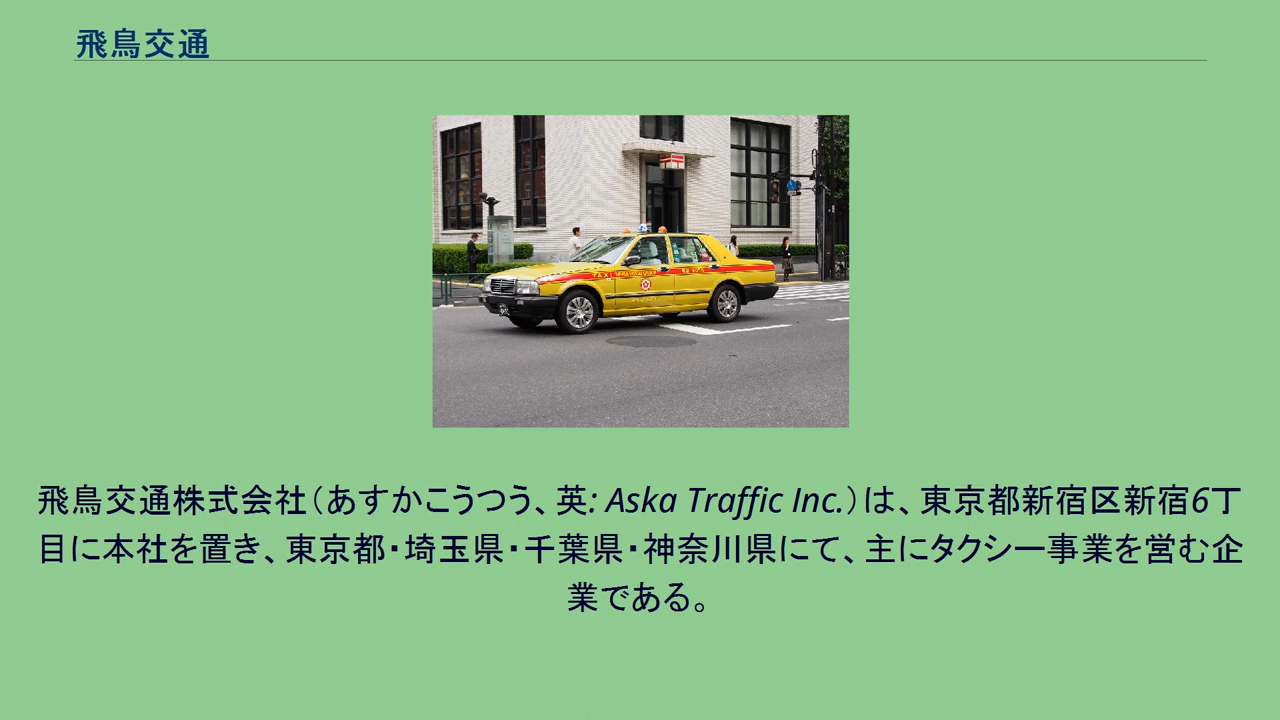 飛鳥交通
飛鳥交通株式会社（あすかこうつう、英: Aska Traffic Inc.）は、東京都新宿区新宿6丁
目に本社を置き、東京都・埼玉県・千葉県・神奈川県にて、主にタクシー事業を営む企
業である。